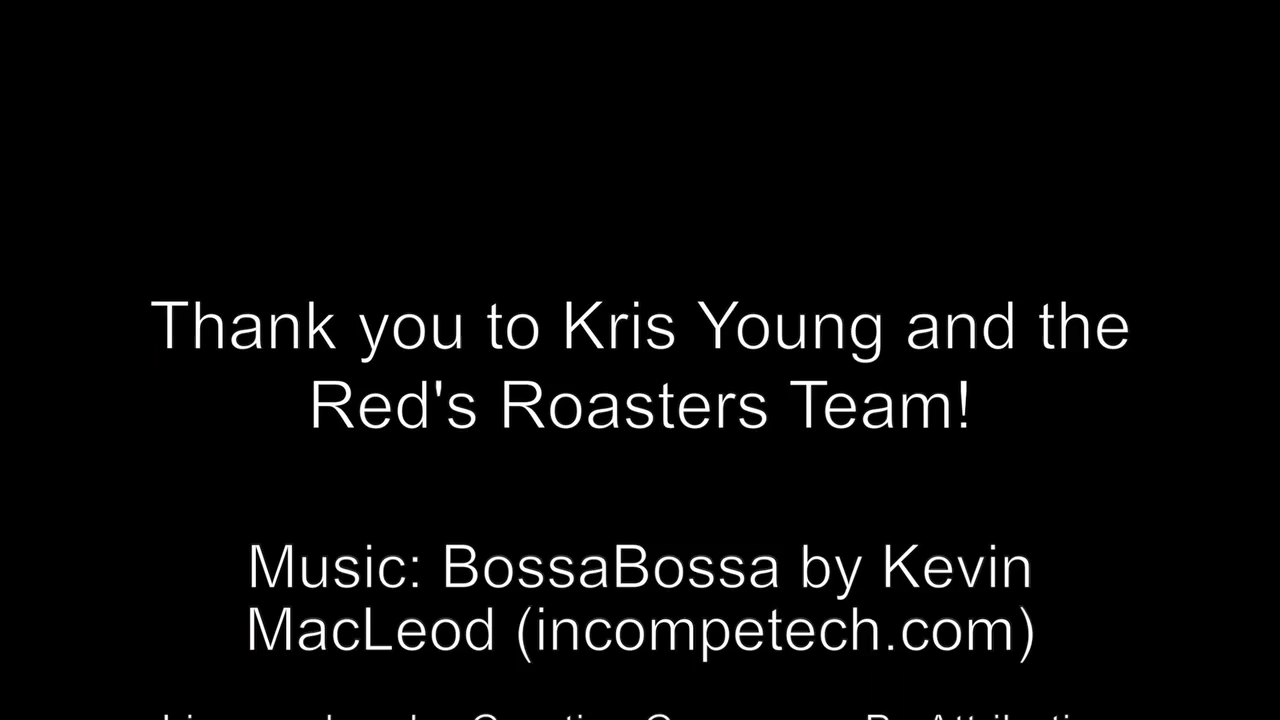 Thank you to Kris Young and the
Red's Roasters Team!
Music: BossaBossa by Kevin
MacLeod (incompetech.com)